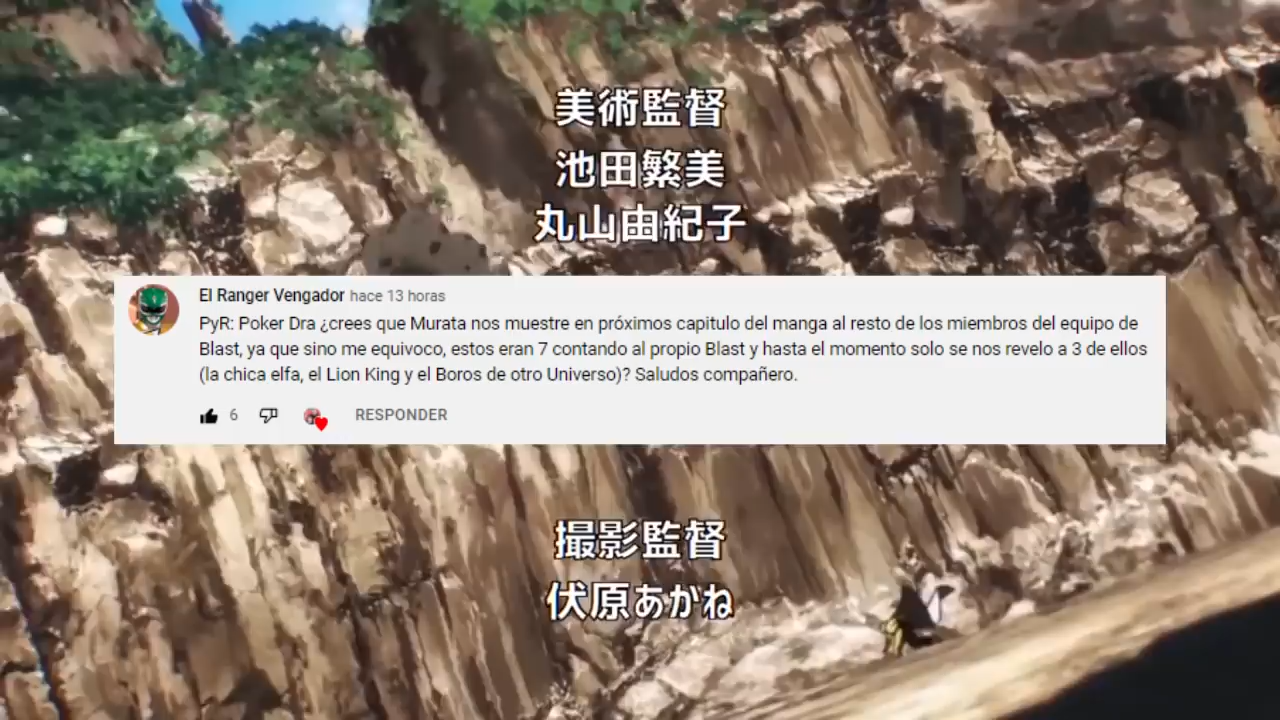 美術監督
池田繁美
丸山由紀子
El Ranger Vengador hace 13 horas
PyR: Poker Dra ¿crees que Murata nos muestre en próximos capitulo del manga al resto de los miembros del equipo de
Blast, ya que sino me equivoco, estos eran 7 contando al propio Blast y hasta el momento solo se nos revelo a 3 de ellos
(la chica elfa, el Lion King y el Boros de otro Universo)? Saludos compañero.
6 RESPONDER
撮影監督
伏原あかね